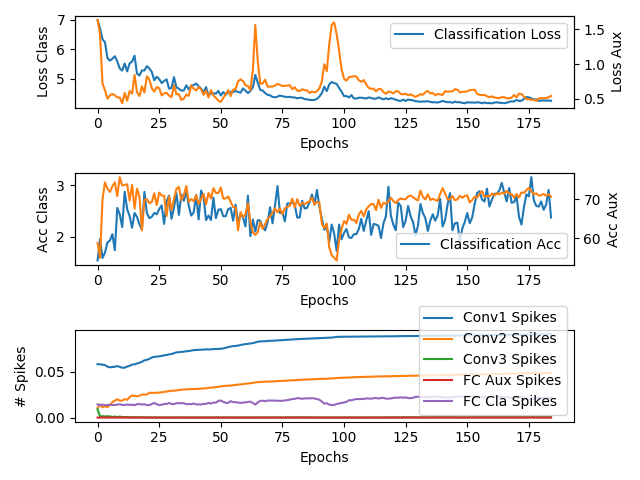 7
6
5
Loss Class
Classification Loss
1.5
1.0
0.5
Loss Aux
0 25 50 75 100 125 150 175
Epochs
3
2
Acc Class
Classification Acc
70
60
Acc Aux
0 25 50 75 100 125 150 175
Epochs
0.05
0.00
# Spikes
Conv1 Spikes
Conv2 Spikes
Conv3 Spikes
FC Aux Spikes
FC Cla Spikes
0 25 50 75 100 125 150 175
Epochs